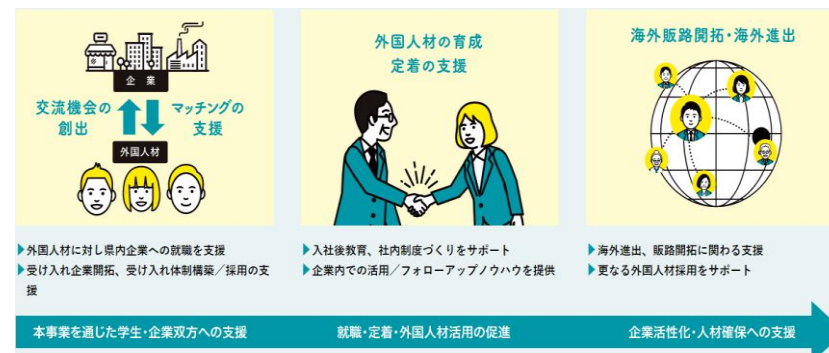 企 業
交流機会の
創出
マッチングの
支援
外国人材
▶外国人材に対し県内企業への就職を支援
▶受け入れ企業開拓、受け入れ体制構築／採用の支
援
本事業を通じた学生・企業双方への支援
外国人材の育成
定着の支援
▶入社後教育、社内制度づくりをサポート
▶企業内での活用／フォローアップノウハウを提供
就職・定着・外国人材活用の促進
海外販路開拓・海外進出
▶海外進出、販路開拓に関わる支援
▶更なる外国人材採用をサポート
企業活性化・人材確保への支援